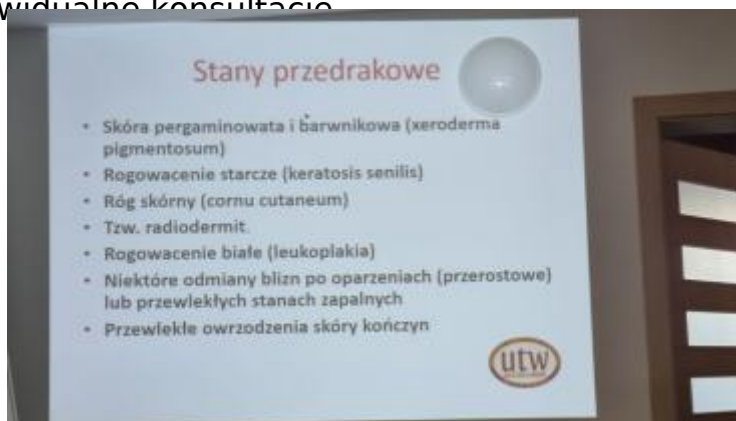 widualne konsultacje
Stany przedrakowe
• Skóra pergaminowata i barwnikowa (xeroderma
pigmentosum)
• Rogowacenie starcze (keratosis senilis)
• Róg skórny (cornu cutaneum)
• Tzw. radiodermit.
• Rogowacenie białe (leukoplakia)
• Niektóre odmiany blizn po oparzeniach (przerostowe)
lub przewlekłych stanach zapalnych
• Przewlekłe owrzodzenia skóry kończyn
utw